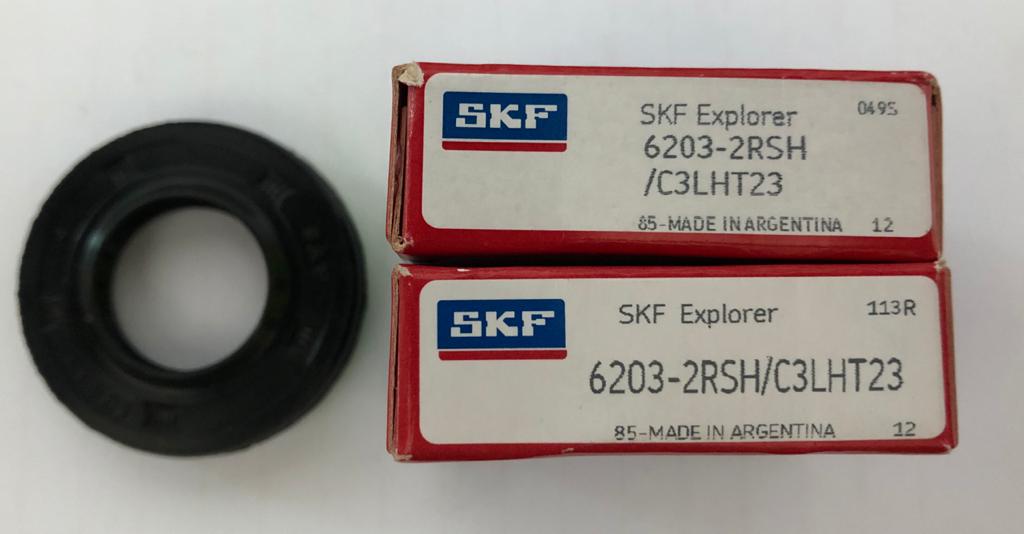 SKF
SKF Explorer
049S
6203-2RSH
/C3LHT23
85-MADE IN ARGENTINA 12
SKF
SKF Explorer
113R
6203-2RSH/C3LHT23
85-MADE IN ARGENTINA 12